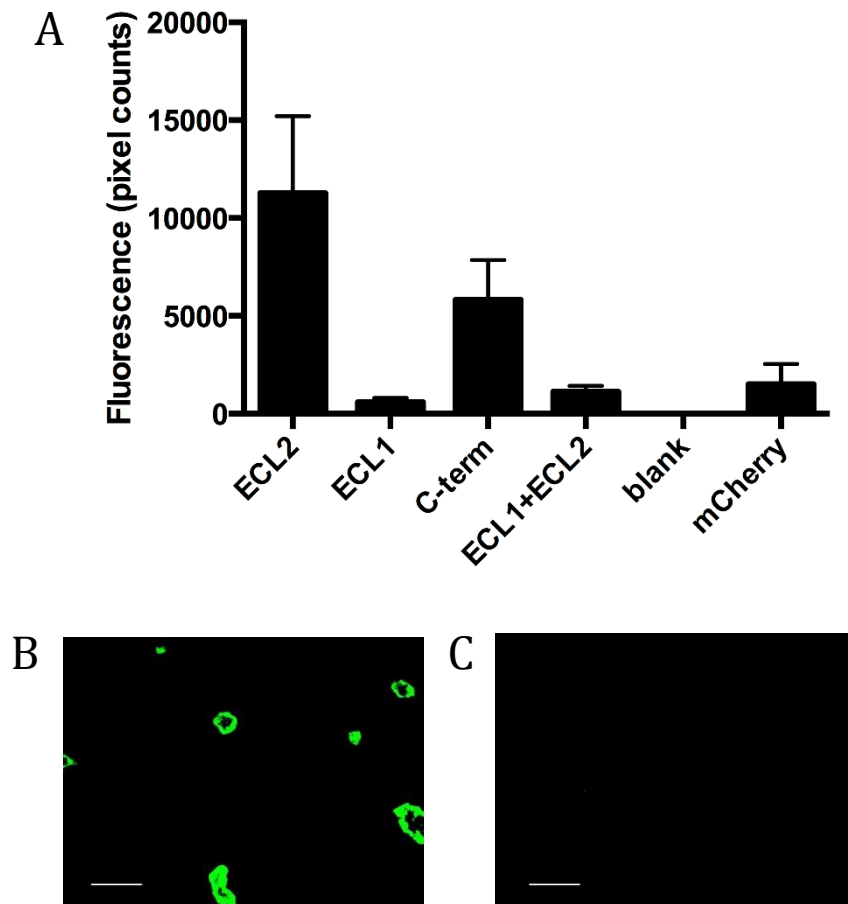 A
Fluorescence (pixel counts)
20000
15000
10000
5000
0
ECL2
ECL1
C-term
ECL1+ECL2
blank
mCherry
B
C